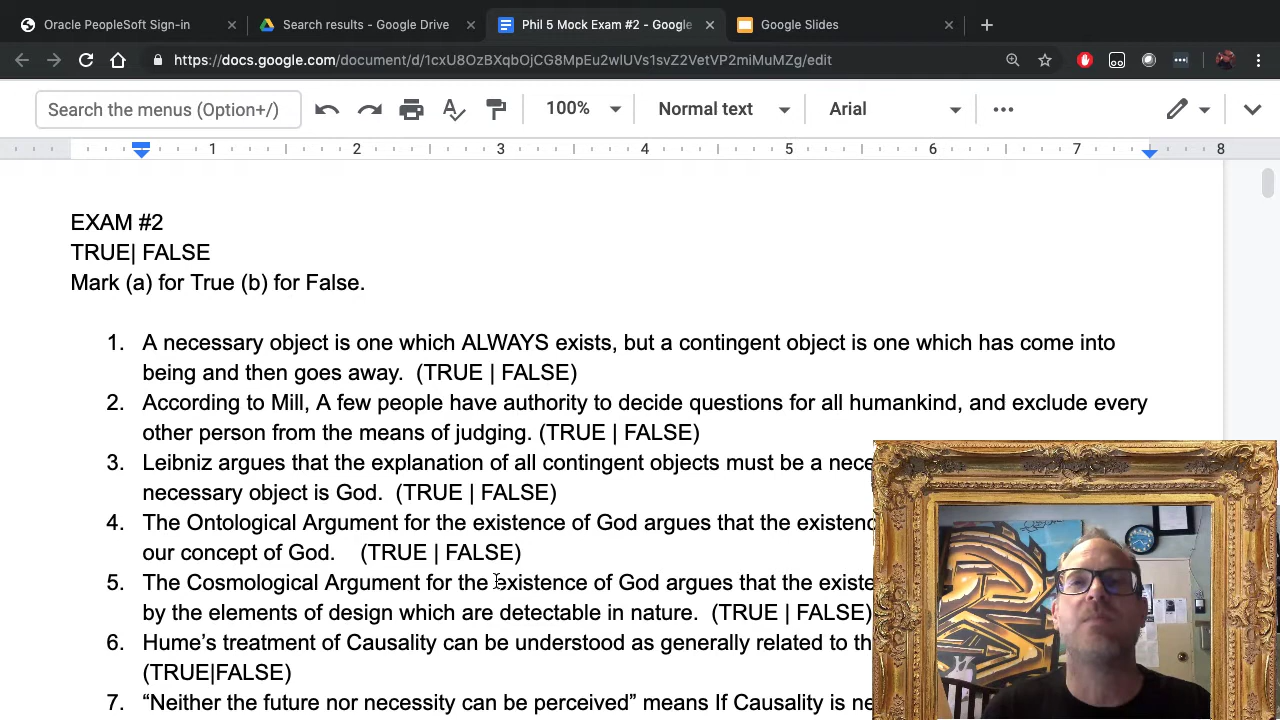 Oracle PeopleSoft Sign-in
Search results - Google Drive
Phil 5 Mock Exam #2 - Google
Google Slides
https://docs.google.com/document/d/1cxU8OzBXqbOjCG8MpEu2wlUVs1svZ2VetVP2miMuMZg/edit
Search the menus (Option+/) 100% Normal text Arial
1 2 3 4 5 6 7 8
EXAM #2
TRUE| FALSE
Mark (a) for True (b) for False.
1. A necessary object is one which ALWAYS exists, but a contingent object is one which has come into
being and then goes away. (TRUE | FALSE)
2. According to Mill, A few people have authority to decide questions for all humankind, and exclude every
other person from the means of judging. (TRUE | FALSE)
3. Leibniz argues that the explanation of all contingent objects must be a nece
necessary object is God. (TRUE | FALSE)
4. The Ontological Argument for the existence of God argues that the existenc
our concept of God. (TRUE | FALSE)
5. The Cosmological Argument for the existence of God argues that the existe
by the elements of design which are detectable in nature. (TRUE | FALSE)
6. Hume’s treatment of Causality can be understood as generally related to th
(TRUE|FALSE)
7. “Neither the future nor necessity can be perceived” means If Causality is ne